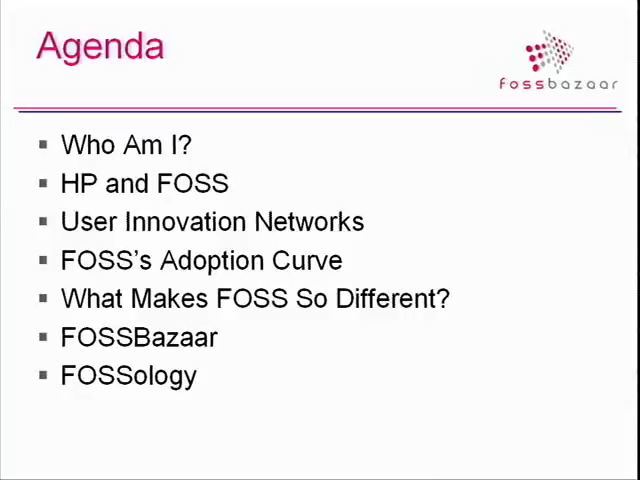 Agenda
fossbazaar
Who Am I?
HP and FOSS
User Innovation Networks
FOSS's Adoption Curve
What Makes FOSS So Different?
FOSSBazaar
FOSSology